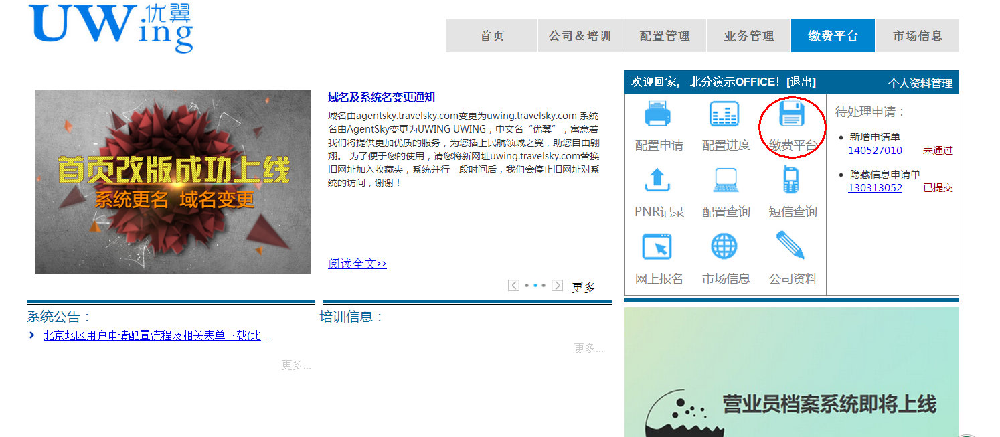 UWing 优翼
首页 公司&培训 配置管理 业务管理 缴费平台 市场信息
首页改版成功上线
系统更名 域名变更
域名及系统名变更通知
域名由agentsky.travelsky.com变更为uwing.travelsky.com 系统
名由AgentSky变更为UWING UWING，中文名“优翼”，寓意着
我们将提供更加优质的服务，为您插上民航领域之翼，助您自由翱
翔。 为了便于您的使用，请您将新网址uwing.travelsky.com替换
旧网址加入收藏夹，系统并行一段时间后，我们会停止旧网址对系
统的访问，谢谢！
阅读全文>>
更多
欢迎回家， 北分演示OFFICE! [退出] 个人资料管理
配置申请 配置进度 缴费平台
PNR记录 配置查询 短信查询
网上报名 市场信息 公司资料
待处理申请：
新增申请单
140527010 未通过
隐藏信息申请单
130313052 已提交
系统公告：
北京地区用户申请配置流程及相关表单下载(北...
更多...
培训信息：
更多...
营业员档案系统即将上线